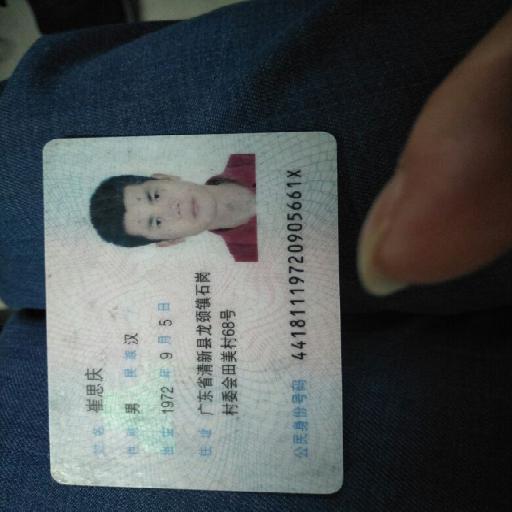 姓名 崔思庆
性别 男 民族 汉
出生 1972 年 9 月 5 日
住址 广东省清新县龙颈镇石岗
村委会田美村68号
公民身份号码 44181119720905661X